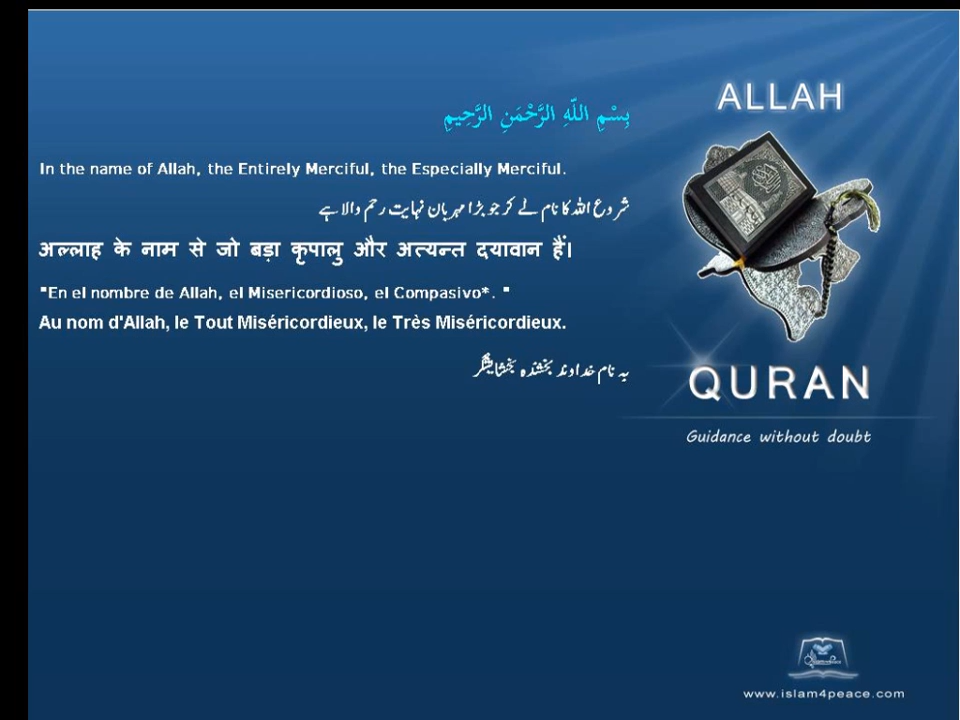 بِسْمِ اللَّهِ الرَّحْمَنِ الرَّحِيمِ
In the name of Allah, the Entirely Merciful, the Especially Merciful.
شروع الله کا نام لے کر جو بڑا مہربان نہایت رحم والا ہے
अल्लाह के नाम से जो बड़ा कृपालु और अत्यन्त दयावान हैं।
"En el nombre de Allah, el Misericordioso, el Compasivo*. "
Au nom d'Allah, le Tout Miséricordieux, le Très Miséricordieux.
به نام خداوند بخشنده بخشایشگر
ALLAH
QURAN
Guidance without doubt
www.islam4peace.com